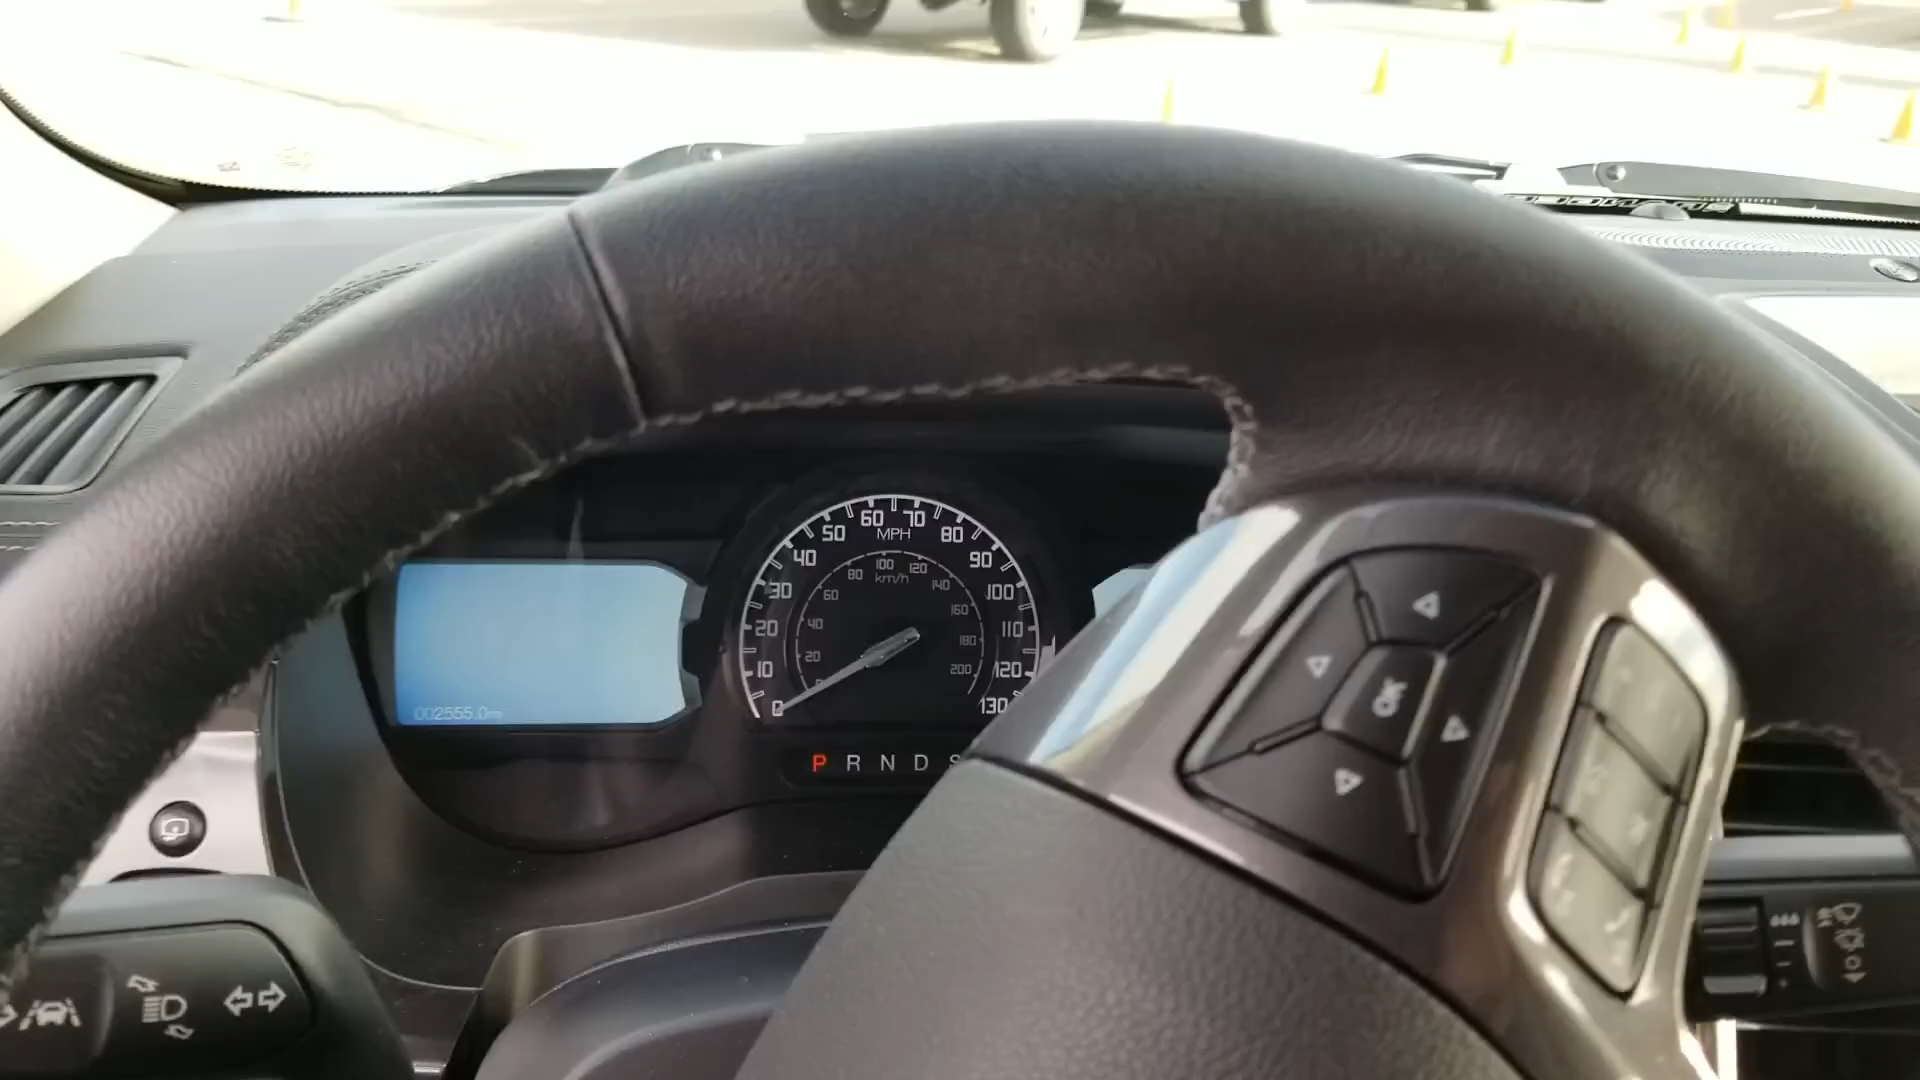 60 70
50 MPH 80
40 100 120 90
80 km/h 140
30 60 100
160
20 40 110
180
10 20 200 120
0 130
002555.0mi
P R N D S
OK